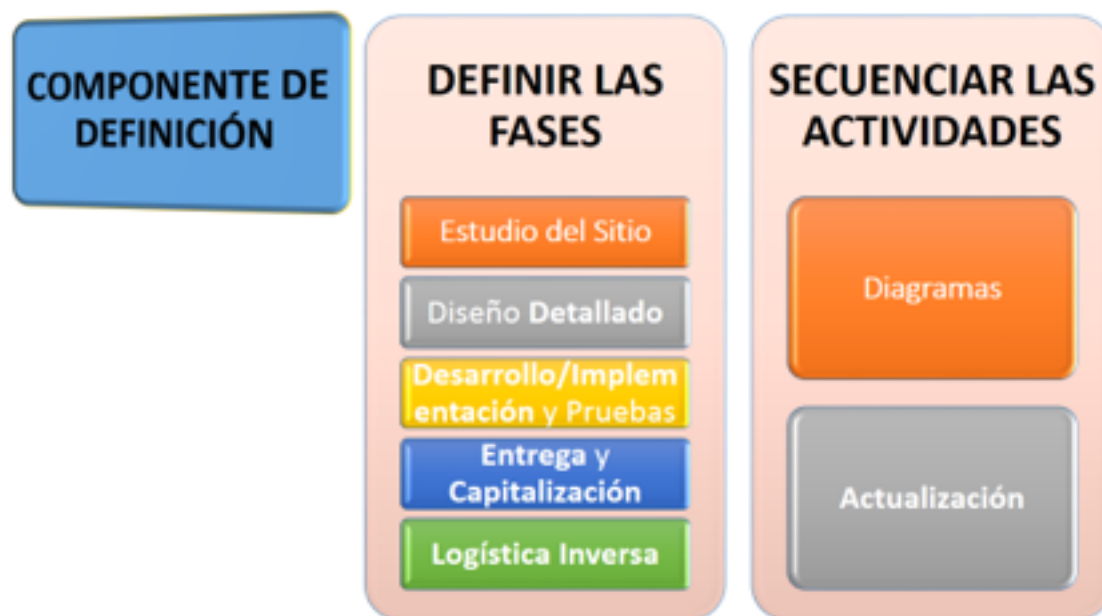 COMPONENTE DE
DEFINICIÓN
DEFINIR LAS
FASES
Estudio del Sitio
Diseño Detallado
Desarrollo/Implem
entación y Pruebas
Entrega y
Capitalización
Logística Inversa
SECUENCIAR LAS
ACTIVIDADES
Diagramas
Actualización